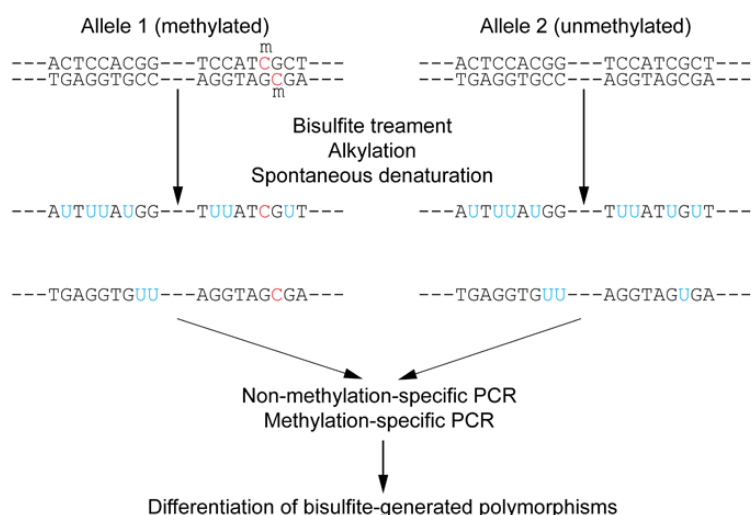 Allele 1 (methylated) Allele 2 (unmethylated)
m
---ACTCCACGG---TCCATCGCT--- ---ACTCCACGG---TCCATCGCT---
---TGAGGTGCC---AGGTAGCGA--- ---TGAGGTGCC---AGGTAGCGA---
m
Bisulfite treament
Alkylation
Spontaneous denaturation
---AUTUUAUGG---TUUATCGUT--- ---AUTUUAUGG---TUUATUGUT---
---TGAGGTGUU---AGGTAGCGA--- ---TGAGGTGUU---AGGTAGUGA---
Non-methylation-specific PCR
Methylation-specific PCR
Differentiation of bisulfite-generated polymorphisms